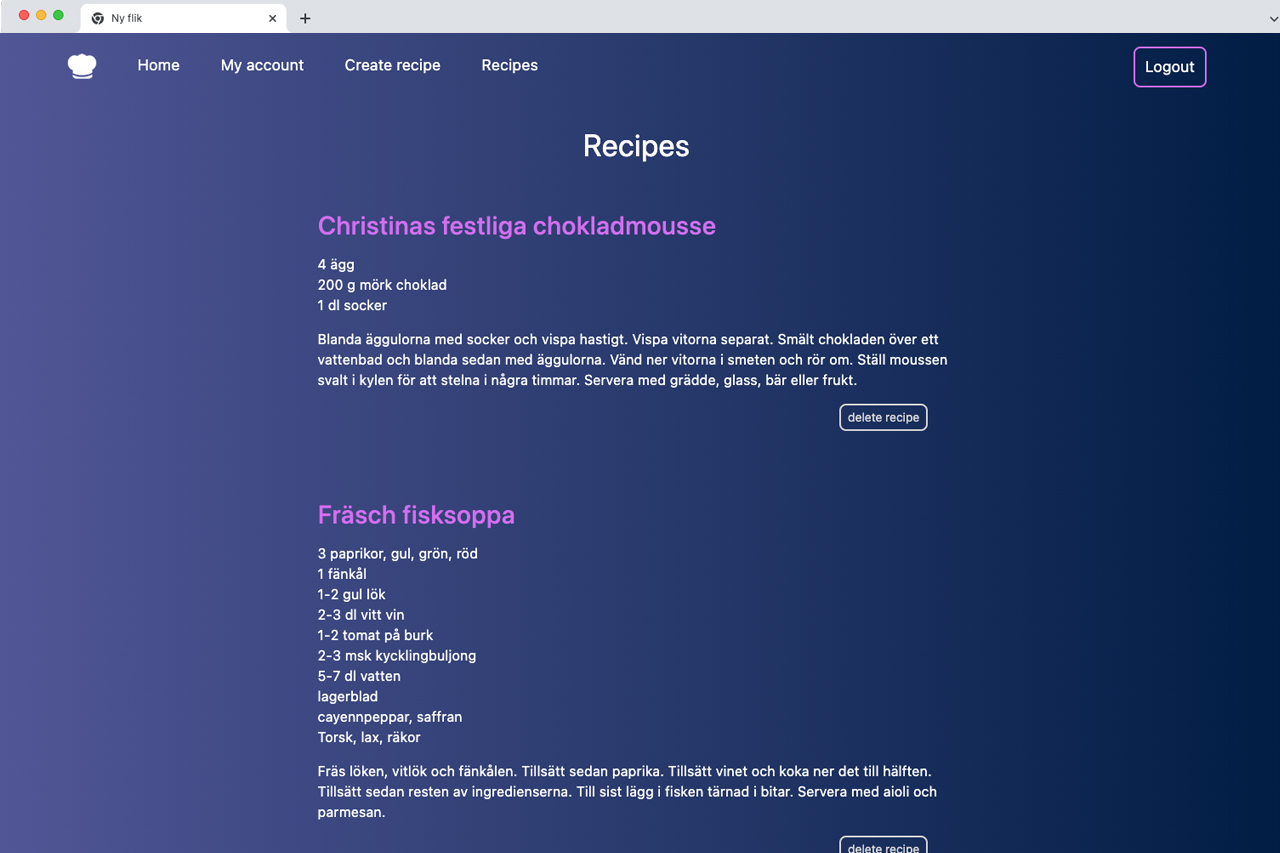 Ny flik
Home
My account
Create recipe
Recipes
Logout
Recipes
Christinas festliga chokladmousse
4 ägg
200 g mörk choklad
1 dl socker
Blanda äggulorna med socker och vispa hastigt. Vispa vitorna separat. Smält chokladen över ett
vattenbad och blanda sedan med äggulorna. Vänd ner vitorna i smeten och rör om. Ställ moussen
svalt i kylen för att stelna i några timmar. Servera med grädde, glass, bär eller frukt.
delete recipe
Fräsch fisksoppa
3 paprikor, gul, grön, röd
1 fänkål
1-2 gul lök
2-3 dl vitt vin
1-2 tomat på burk
2-3 msk kycklingbuljong
5-7 dl vatten
lagerblad
cayennpeppar, saffran
Torsk, lax, räkor
Fräs löken, vitlök och fänkålen. Tillsätt sedan paprika. Tillsätt vinet och koka ner det till hälften.
Tillsätt sedan resten av ingredienserna. Till sist lägg i fisken tärnad i bitar. Servera med aioli och
parmesan.
delete recipe